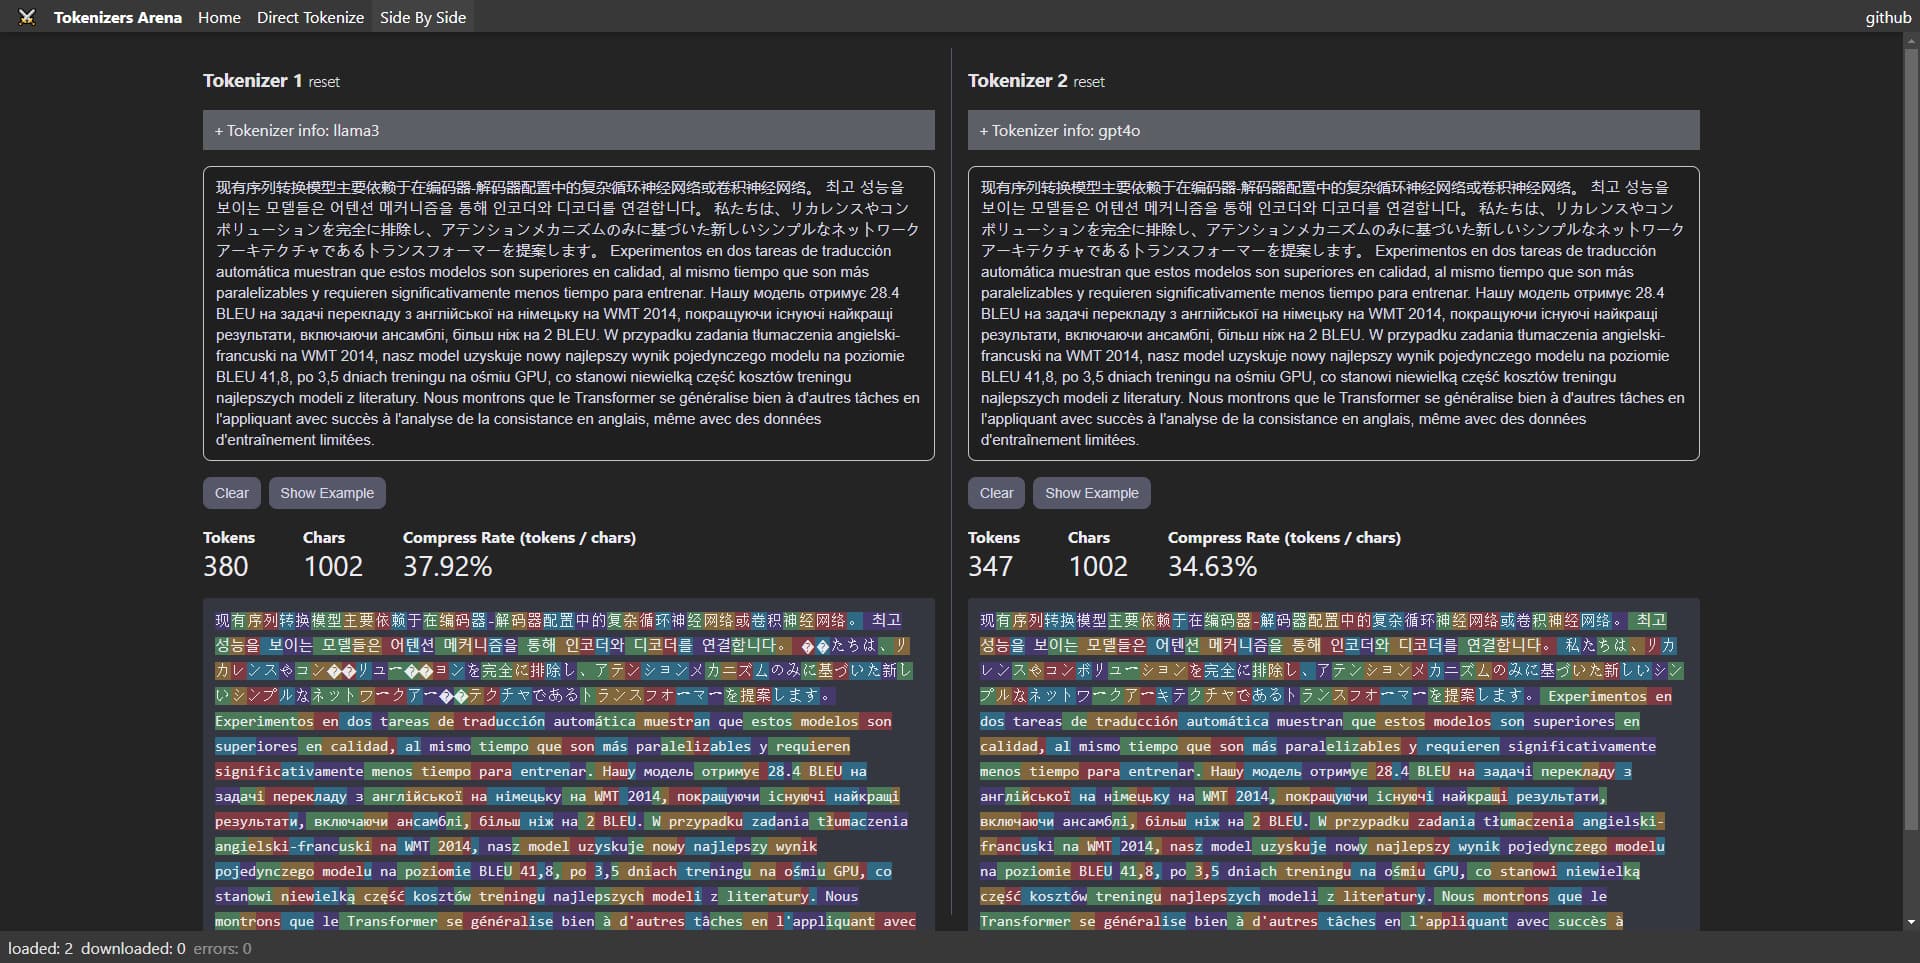 Tokenizers Arena Home Direct Tokenize Side By Side github
Tokenizer 1 reset
+ Tokenizer info: llama3
现有序列转换模型主要依赖于在编码器-解码器配置中的复杂循环神经网络或卷积神经网络。 최고 성능을
보이는 모델들은 어텐션 메커니즘을 통해 인코더와 디코더를 연결합니다。 私たちは、リカレンスやコン
ボリューションを完全に排除し、アテンションメカニズムのみに基づいた新しいシンプルなネットワーク
アーキテクチャであるトランスフォーマーを提案します。 Experimentos en dos tareas de traducción
automática muestran que estos modelos son superiores en calidad, al mismo tiempo que son más
paralelizables y requieren significativamente menos tiempo para entrenar. Нашу модель отримує 28.4
BLEU на задачі перекладу з англійської на німецьку на WMT 2014, покращуючи існуючі найкращі
результати, включаючи ансамблі, більш ніж на 2 BLEU. W przypadku zadania tłumaczenia angielski-
francuski na WMT 2014, nasz model uzyskuje nowy najlepszy wynik pojedynczego modelu na poziomie
BLEU 41,8, po 3,5 dniach treningu na ośmiu GPU, co stanowi niewielką część kosztów treningu
najlepszych modeli z literatury. Nous montrons que le Transformer se généralise bien à d'autres tâches en
l'appliquant avec succès à l'analyse de la consistance en anglais, même avec des données
d'entraînement limitées.
Clear Show Example
Tokens Chars Compress Rate (tokens / chars)
380 1002 37.92%
现有序列转换模型主要依赖于在编码器-解码器配置中的复杂循环神经网络或卷积神经网络。 최고
성능을 보이는 모델들은 어텐션 메커니즘을 통해 인코더와 디코더를 연결합니다。 ��たちは、リ
カレンスやコン��リュー��ョンを完全に排除し、アテンションメカニズムのみに基づいた新し
いシンプルなネットワークアー��テクチャであるトランスフォーマーを提案します。
Experimentos en dos tareas de traducción automática muestran que estos modelos son
superiores en calidad, al mismo tiempo que son más paralelizables y requieren
significativamente menos tiempo para entrenar. Нашу модель отримує 28.4 BLEU на
задачі перекладу з англійської на німецьку на WMT 2014, покращуючи існуючі найкращі
результати, включаючи ансамблі, більш ніж на 2 BLEU. W przypadku zadania tłumaczenia
angielski-francuski na WMT 2014, nasz model uzyskuje nowy najlepszy wynik
pojedynczego modelu na poziomie BLEU 41,8, po 3,5 dniach treningu na ośmiu GPU, co
stanowi niewielką część kosztów treningu najlepszych modeli z literatury. Nous
montrons que le Transformer se généralise bien à d'autres tâches en l'appliquant avec
Tokenizer 2 reset
+ Tokenizer info: gpt4o
现有序列转换模型主要依赖于在编码器-解码器配置中的复杂循环神经网络或卷积神经网络。 최고 성능을
보이는 모델들은 어텐션 메커니즘을 통해 인코더와 디코더를 연결합니다。 私たちは、リカレンスやコン
ボリューションを完全に排除し、アテンションメカニズムのみに基づいた新しいシンプルなネットワーク
アーキテクチャであるトランスフォーマーを提案します。 Experimentos en dos tareas de traducción
automática muestran que estos modelos son superiores en calidad, al mismo tiempo que son más
paralelizables y requieren significativamente menos tiempo para entrenar. Нашу модель отримує 28.4
BLEU на задачі перекладу з англійської на німецьку на WMT 2014, покращуючи існуючі найкращі
результати, включаючи ансамблі, більш ніж на 2 BLEU. W przypadku zadania tłumaczenia angielski-
francuski na WMT 2014, nasz model uzyskuje nowy najlepszy wynik pojedynczego modelu na poziomie
BLEU 41,8, po 3,5 dniach treningu na ośmiu GPU, co stanowi niewielką część kosztów treningu
najlepszych modeli z literatury. Nous montrons que le Transformer se généralise bien à d'autres tâches en
l'appliquant avec succès à l'analyse de la consistance en anglais, même avec des données
d'entraînement limitées.
Clear Show Example
Tokens Chars Compress Rate (tokens / chars)
347 1002 34.63%
现有序列转换模型主要依赖于在编码器-解码器配置中的复杂循环神经网络或卷积神经网络。 최고
성능을 보이는 모델들은 어텐션 메커니즘을 통해 인코더와 디코더를 연결합니다。 私たちは、リカ
レンスやコンボリューションを完全に排除し、アテンションメカニズムのみに基づいた新しいシン
プルなネットワークアーキテクチャであるトランスフォーマーを提案します。 Experimentos en
dos tareas de traducción automática muestran que estos modelos son superiores en
calidad, al mismo tiempo que son más paralelizables y requieren significativamente
menos tiempo para entrenar. Нашу модель отримує 28.4 BLEU на задачі перекладу з
англійської на німецьку на WMT 2014, покращуючи існуючі найкращі результати,
включаючи ансамблі, більш ніж на 2 BLEU. W przypadku zadania tłumaczenia angielski-
francuski na WMT 2014, nasz model uzyskuje nowy najlepszy wynik pojedynczego modelu
na poziomie BLEU 41,8, po 3,5 dniach treningu na ośmiu GPU, co stanowi niewielką
część kosztów treningu najlepszych modeli z literatury. Nous montrons que le
Transformer se généralise bien à d'autres tâches en l'appliquant avec succès à
loaded: 2 downloaded: 0 errors: 0